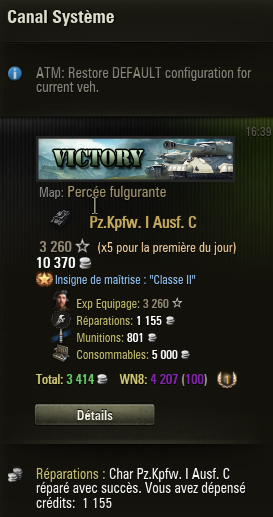 Canal Système
ATM: Restore DEFAULT configuration for
current veh.
16:39
VICTORY
Map: Percée fulgurante
Pz.Kpfw. I Ausf. C
3 260 (x5 pour la première du jour)
10 370
Insigne de maîtrise : "Classe II"
Exp Equipage: 3 260
Réparations: 1 155
Munitions: 801
Consommables: 5 000
Total: 3 414 WN8: 4 207 (100)
Détails
Réparations : Char Pz.Kpfw. I Ausf. C
réparé avec succès. Vous avez dépensé
crédits: 1 155